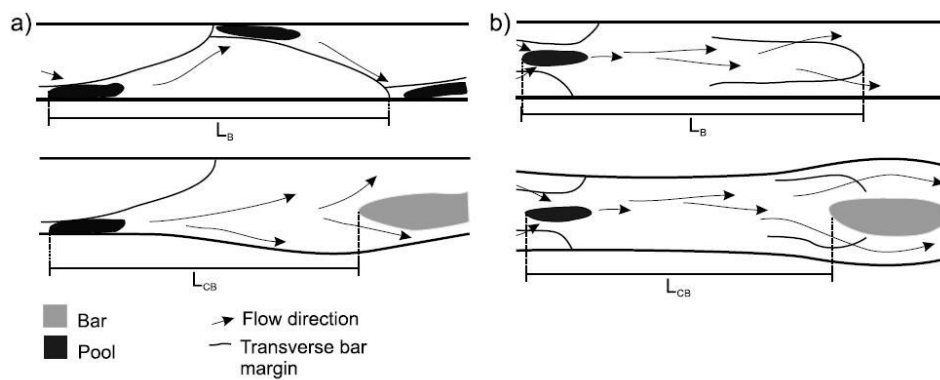 a)
b)
L_B
L_B
L_CB
L_CB
Bar
Flow direction
Pool
Transverse bar
margin